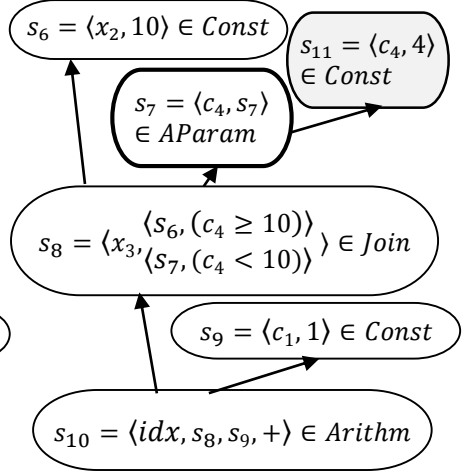 s₆ = ⟨x₂, 10⟩ ∈ Const
s₁₁ = ⟨c₄, 4⟩
∈ Const
s₇ = ⟨c₄, s₇⟩
∈ AParam
s₈ = ⟨x₃, ⟨s₆, (c₄ ≥ 10)⟩
⟨s₇, (c₄ < 10)⟩ ⟩ ∈ Join
s₉ = ⟨c₁, 1⟩ ∈ Const
s₁₀ = ⟨idx, s₈, s₉, +⟩ ∈ Arithm